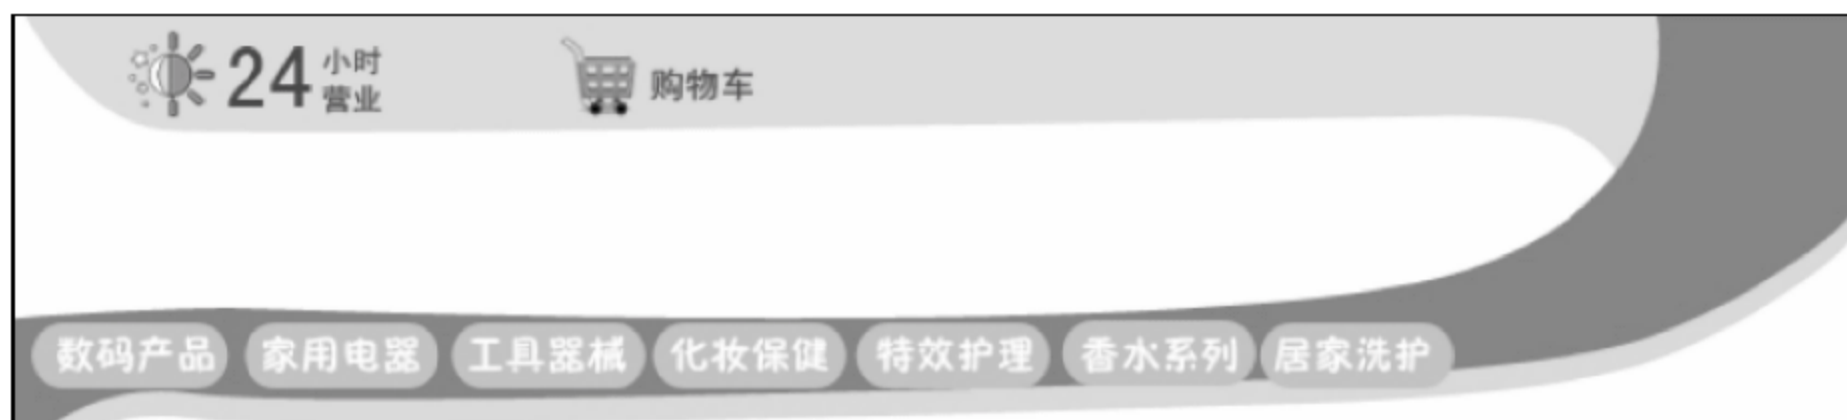 24 小时
营业
购物车
数码产品 家用电器 工具器械 化妆保健 特效护理 香水系列 居家洗护